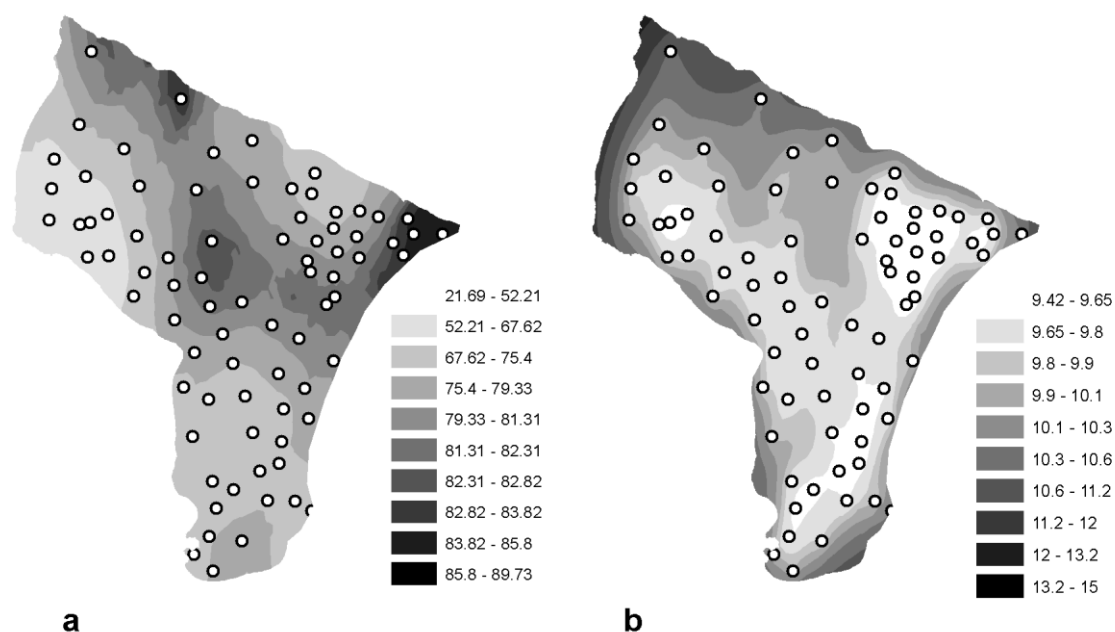 21.69 - 52.21
52.21 - 67.62
67.62 - 75.4
75.4 - 79.33
79.33 - 81.31
81.31 - 82.31
82.31 - 82.82
82.82 - 83.82
83.82 - 85.8
85.8 - 89.73
a
9.42 - 9.65
9.65 - 9.8
9.8 - 9.9
9.9 - 10.1
10.1 - 10.3
10.3 - 10.6
10.6 - 11.2
11.2 - 12
12 - 13.2
13.2 - 15
b